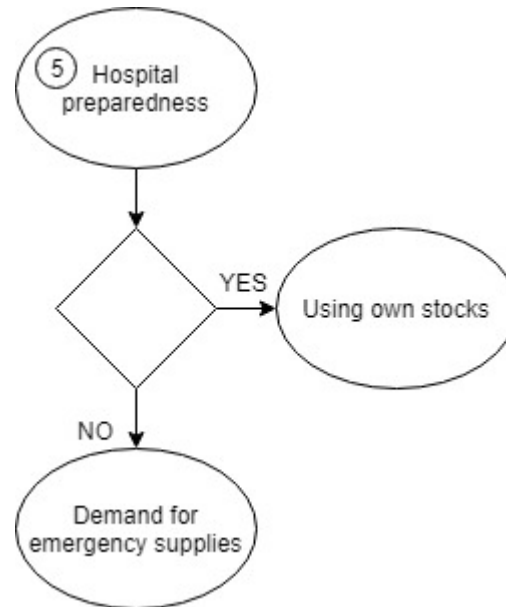 5
Hospital
preparedness
YES
Using own stocks
NO
Demand for
emergency supplies